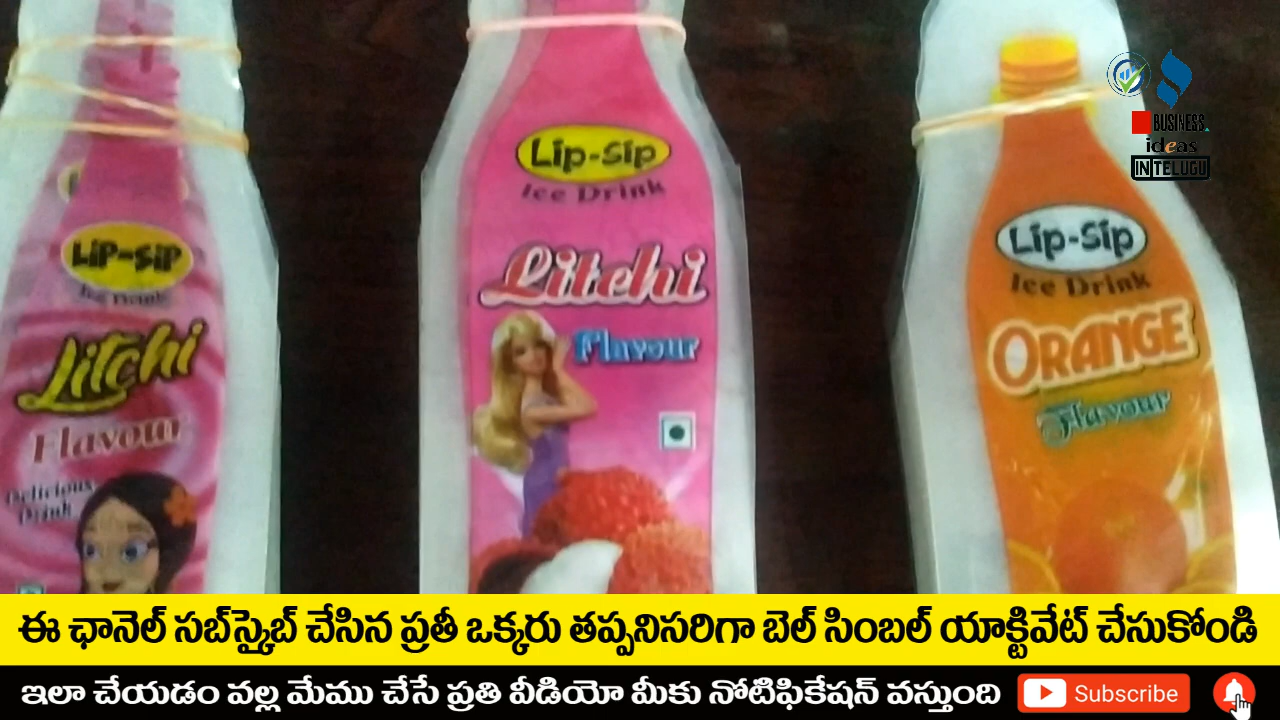 BUSINESS
ideas
IN TELUGU
Lip-Sip
Ice Drink
Litchi
Flavour
Delicious
Drink
Lip-Sip
Ice Drink
Litchi
Flavour
Lip-Sip
Ice Drink
ORANGE
Flavour
ఈ ఛానెల్ సబ్‌స్క్రైబ్ చేసిన ప్రతీ ఒక్కరు తప్పనిసరిగా బెల్ సింబల్ యాక్టివేట్ చేసుకోండి
ఇలా చేయడం వల్ల మేము చేసే ప్రతి వీడియో మీకు నోటిఫికేషన్ వస్తుంది
Subscribe